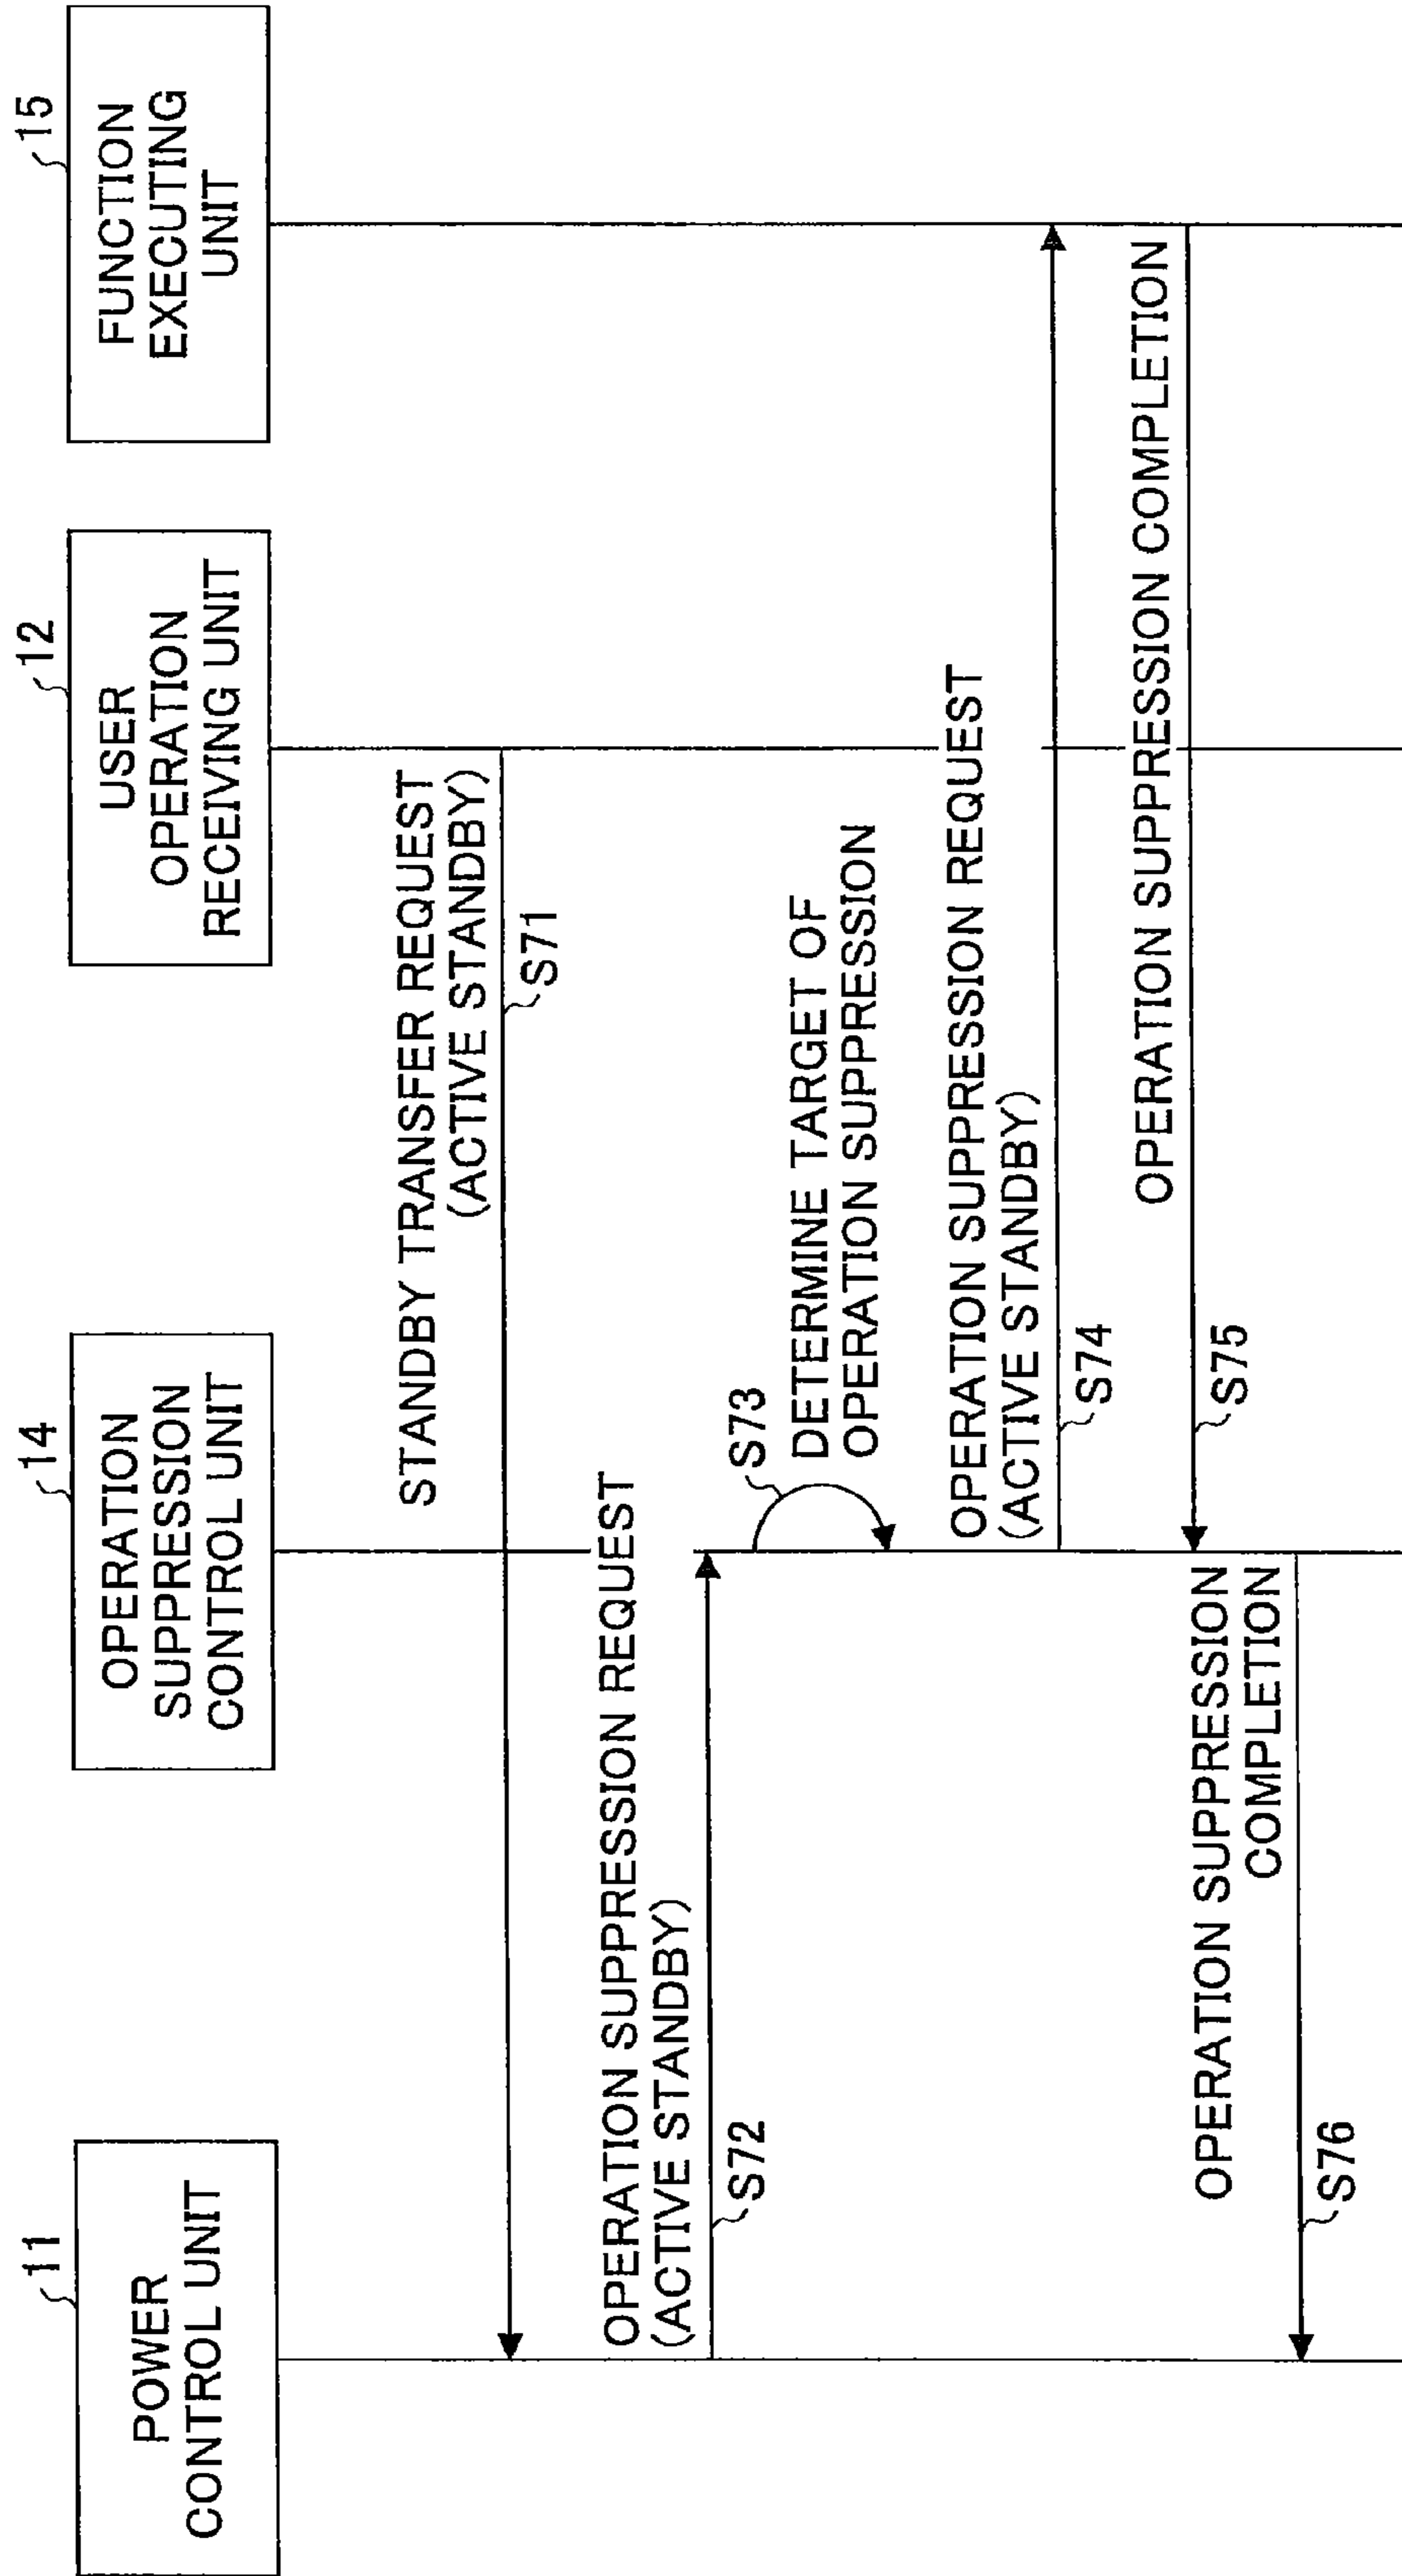 11
POWER
CONTROL UNIT
14
OPERATION
SUPPRESSION
CONTROL UNIT
12
USER
OPERATION
RECEIVING UNIT
15
FUNCTION
EXECUTING
UNIT
STANDBY TRANSFER REQUEST
(ACTIVE STANDBY)
S71
OPERATION SUPPRESSION REQUEST
(ACTIVE STANDBY)
S72
S73
DETERMINE TARGET OF
OPERATION SUPPRESSION
OPERATION SUPPRESSION REQUEST
(ACTIVE STANDBY)
S74
OPERATION SUPPRESSION COMPLETION
S75
OPERATION SUPPRESSION
COMPLETION
S76